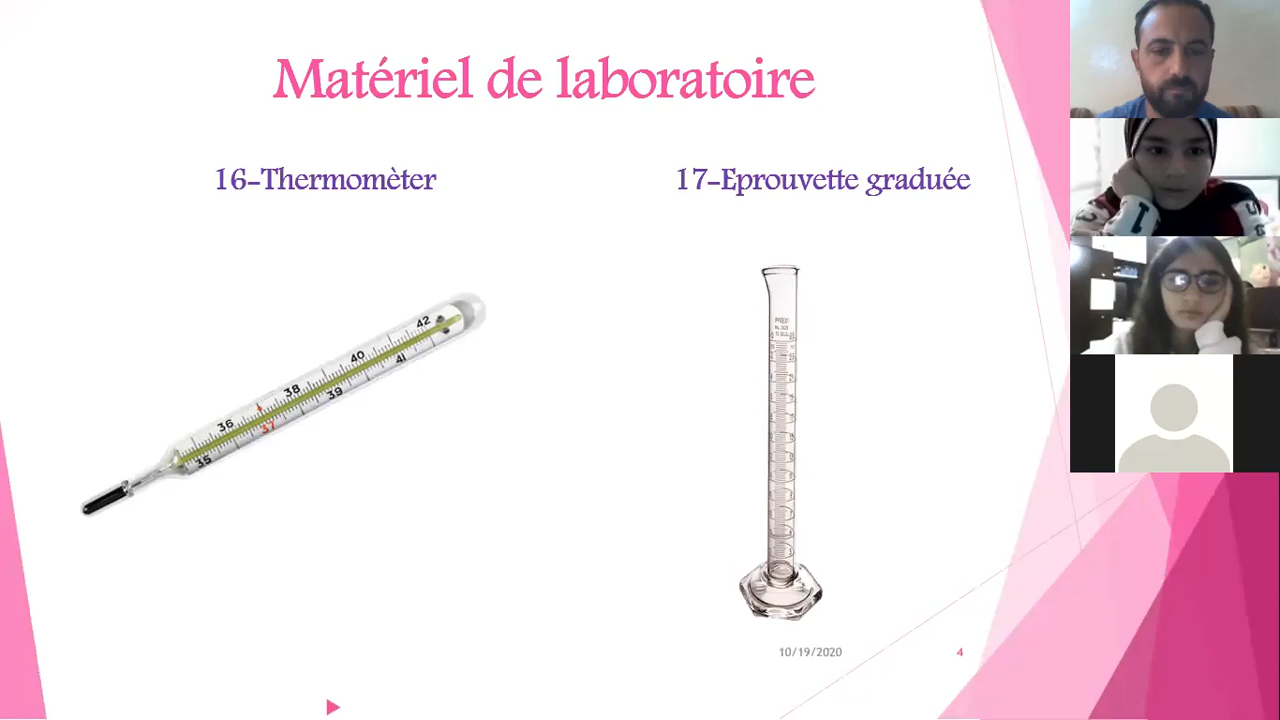 Matériel de laboratoire
16-Thermomèter
17-Eprouvette graduée
42
41
40
39
38
37
36
35
PYREX
10/19/2020
4